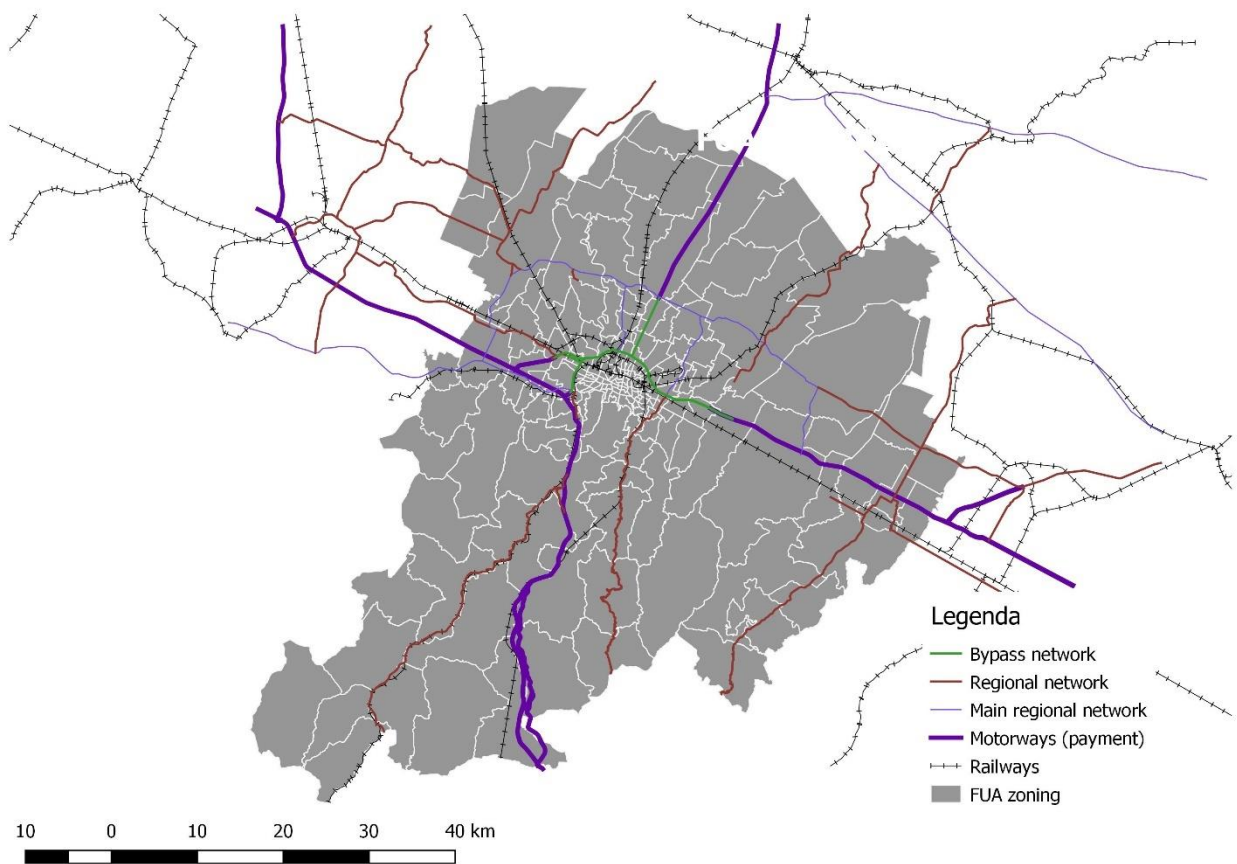 Legenda
Bypass network
Regional network
Main regional network
Motorways (payment)
Railways
FUA zoning
10 0 10 20 30 40 km